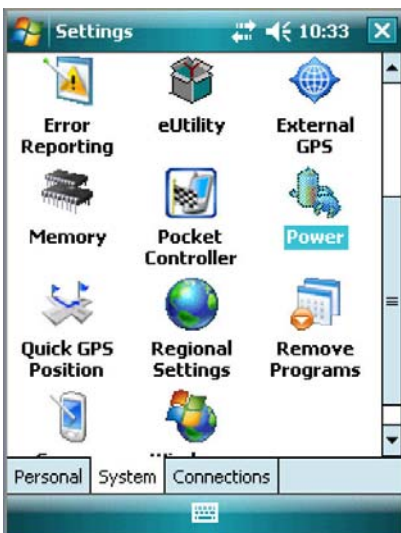 Settings 10:33
Error Reporting
eUtility
External GPS
Memory
Pocket Controller
Power
Quick GPS Position
Regional Settings
Remove Programs
Personal System Connections